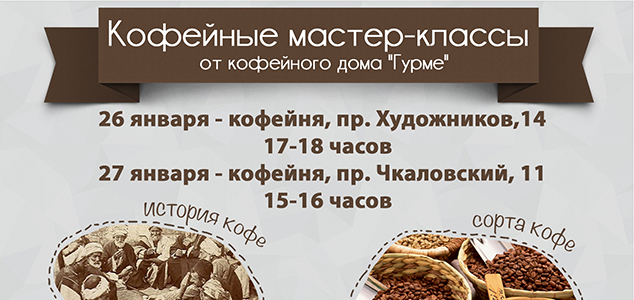 Кофейные мастер-классы
от кофейного дома "Гурме"
26 января - кофейня, пр. Художников,14
17-18 часов
27 января - кофейня, пр. Чкаловский, 11
15-16 часов
история кофе
сорта кофе